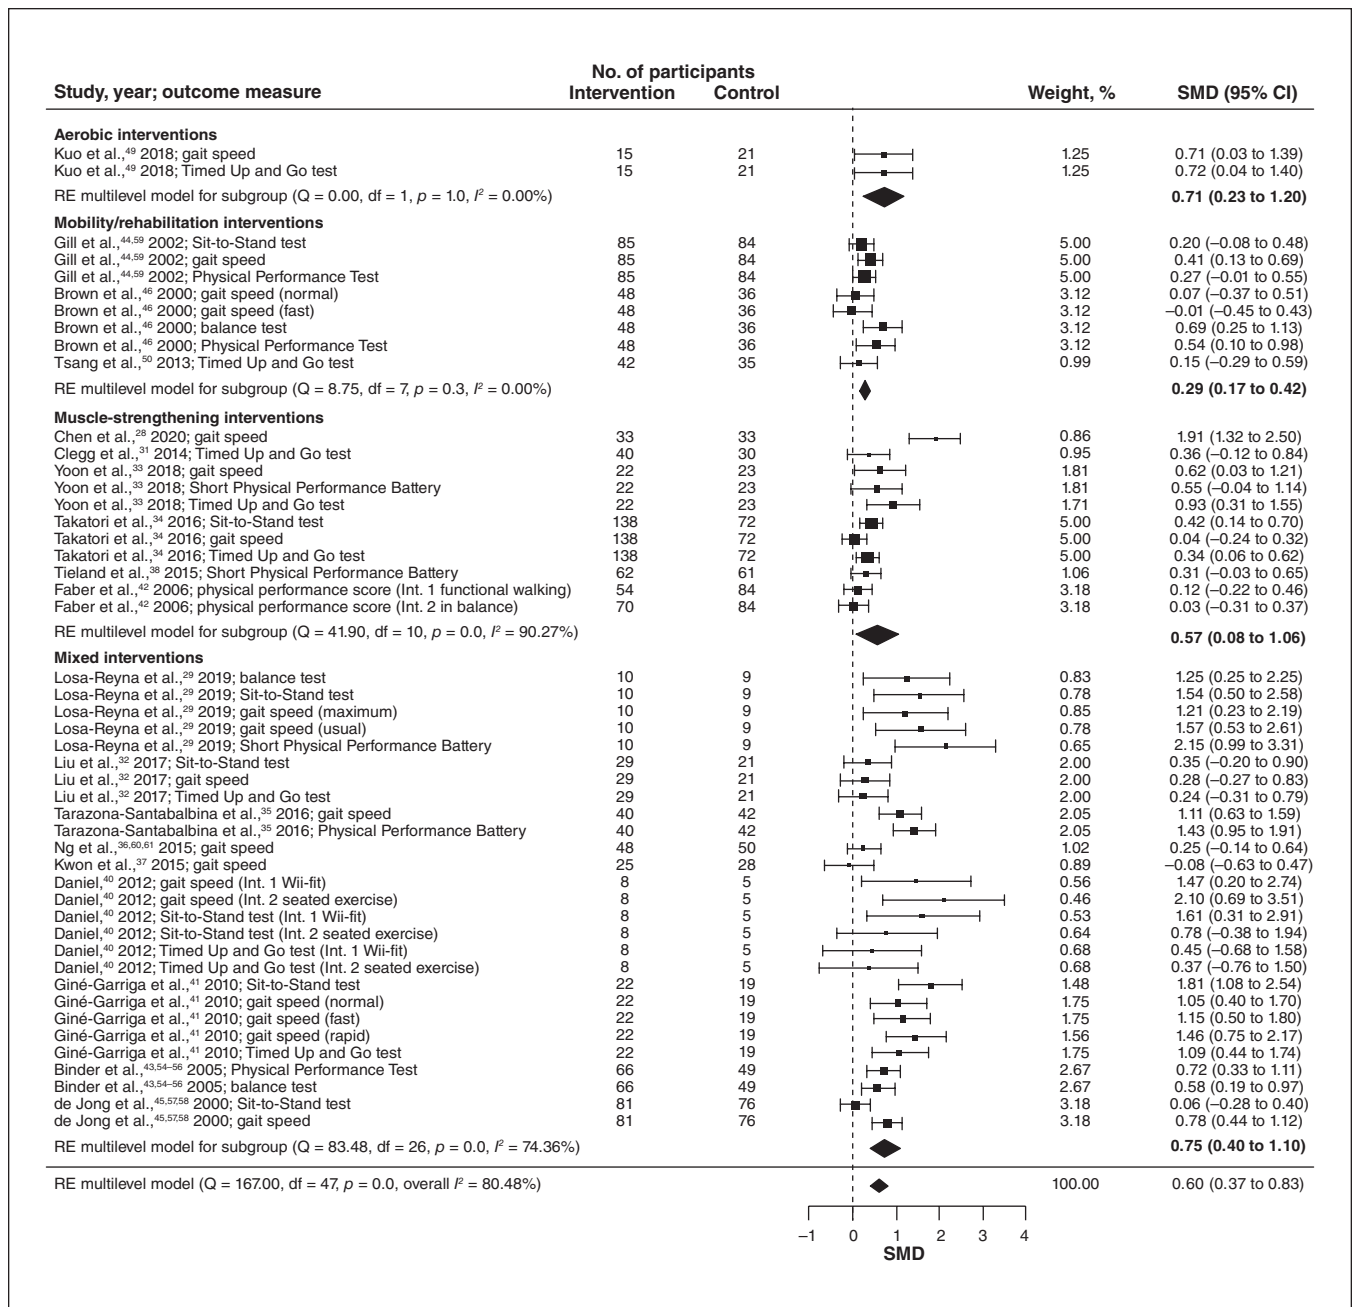 No. of participants
Study, year; outcome measure Intervention Control Weight, % SMD (95% CI)
Aerobic interventions
Kuo et al.,49 2018; gait speed 15 21 1.25 0.71 (0.03 to 1.39)
Kuo et al.,49 2018; Timed Up and Go test 15 21 1.25 0.72 (0.04 to 1.40)
RE multilevel model for subgroup (Q = 0.00, df = 1, p = 1.0, I2 = 0.00%) 0.71 (0.23 to 1.20)
Mobility/rehabilitation interventions
Gill et al.,44,59 2002; Sit-to-Stand test 85 84 5.00 0.20 (–0.08 to 0.48)
Gill et al.,44,59 2002; gait speed 85 84 5.00 0.41 (0.13 to 0.69)
Gill et al.,44,59 2002; Physical Performance Test 85 84 5.00 0.27 (–0.01 to 0.55)
Brown et al.,46 2000; gait speed (normal) 48 36 3.12 0.07 (–0.37 to 0.51)
Brown et al.,46 2000; gait speed (fast) 48 36 3.12 –0.01 (–0.45 to 0.43)
Brown et al.,46 2000; balance test 48 36 3.12 0.69 (0.25 to 1.13)
Brown et al.,46 2000; Physical Performance Test 48 36 3.12 0.54 (0.10 to 0.98)
Tsang et al.,50 2013; Timed Up and Go test 42 35 0.99 0.15 (–0.29 to 0.59)
RE multilevel model for subgroup (Q = 8.75, df = 7, p = 0.3, I2 = 0.00%) 0.29 (0.17 to 0.42)
Muscle-strengthening interventions
Chen et al.,28 2020; gait speed 33 33 0.86 1.91 (1.32 to 2.50)
Clegg et al.,31 2014; Timed Up and Go test 40 30 0.95 0.36 (–0.12 to 0.84)
Yoon et al.,33 2018; gait speed 22 23 1.81 0.62 (0.03 to 1.21)
Yoon et al.,33 2018; Short Physical Performance Battery 22 23 1.81 0.55 (–0.04 to 1.14)
Yoon et al.,33 2018; Timed Up and Go test 22 23 1.71 0.93 (0.31 to 1.55)
Takatori et al.,34 2016; Sit-to-Stand test 138 72 5.00 0.42 (0.14 to 0.70)
Takatori et al.,34 2016; gait speed 138 72 5.00 0.04 (–0.24 to 0.32)
Takatori et al.,34 2016; Timed Up and Go test 138 72 5.00 0.34 (0.06 to 0.62)
Tieland et al.,38 2015; Short Physical Performance Battery 62 61 1.06 0.31 (–0.03 to 0.65)
Faber et al.,42 2006; physical performance score (Int. 1 functional walking) 54 84 3.18 0.12 (–0.22 to 0.46)
Faber et al.,42 2006; physical performance score (Int. 2 in balance) 70 84 3.18 0.03 (–0.31 to 0.37)
RE multilevel model for subgroup (Q = 41.90, df = 10, p = 0.0, I2 = 90.27%) 0.57 (0.08 to 1.06)
Mixed interventions
Losa-Reyna et al.,29 2019; balance test 10 9 0.83 1.25 (0.25 to 2.25)
Losa-Reyna et al.,29 2019; Sit-to-Stand test 10 9 0.78 1.54 (0.50 to 2.58)
Losa-Reyna et al.,29 2019; gait speed (maximum) 10 9 0.85 1.21 (0.23 to 2.19)
Losa-Reyna et al.,29 2019; gait speed (usual) 10 9 0.78 1.57 (0.53 to 2.61)
Losa-Reyna et al.,29 2019; Short Physical Performance Battery 10 9 0.65 2.15 (0.99 to 3.31)
Liu et al.,32 2017; Sit-to-Stand test 29 21 2.00 0.35 (–0.20 to 0.90)
Liu et al.,32 2017; gait speed 29 21 2.00 0.28 (–0.27 to 0.83)
Liu et al.,32 2017; Timed Up and Go test 29 21 2.00 0.24 (–0.31 to 0.79)
Tarazona-Santabalbina et al.,35 2016; gait speed 40 42 2.05 1.11 (0.63 to 1.59)
Tarazona-Santabalbina et al.,35 2016; Physical Performance Battery 40 42 2.05 1.43 (0.95 to 1.91)
Ng et al.,36,60,61 2015; gait speed 48 50 1.02 0.25 (–0.14 to 0.64)
Kwon et al.,37 2015; gait speed 25 28 0.89 –0.08 (–0.63 to 0.47)
Daniel,40 2012; gait speed (Int. 1 Wii-fit) 8 5 0.56 1.47 (0.20 to 2.74)
Daniel,40 2012; gait speed (Int. 2 seated exercise) 8 5 0.46 2.10 (0.69 to 3.51)
Daniel,40 2012; Sit-to-Stand test (Int. 1 Wii-fit) 8 5 0.53 1.61 (0.31 to 2.91)
Daniel,40 2012; Sit-to-Stand test (Int. 2 seated exercise) 8 5 0.64 0.78 (–0.38 to 1.94)
Daniel,40 2012; Timed Up and Go test (Int. 1 Wii-fit) 8 5 0.68 0.45 (–0.68 to 1.58)
Daniel,40 2012; Timed Up and Go test (Int. 2 seated exercise) 8 5 0.68 0.37 (–0.76 to 1.50)
Giné-Garriga et al.,41 2010; Sit-to-Stand test 22 19 1.48 1.81 (1.08 to 2.54)
Giné-Garriga et al.,41 2010; gait speed (normal) 22 19 1.75 1.05 (0.40 to 1.70)
Giné-Garriga et al.,41 2010; gait speed (fast) 22 19 1.75 1.15 (0.50 to 1.80)
Giné-Garriga et al.,41 2010; gait speed (rapid) 22 19 1.56 1.46 (0.75 to 2.17)
Giné-Garriga et al.,41 2010; Timed Up and Go test 22 19 1.75 1.09 (0.44 to 1.74)
Binder et al.,43,54–56 2005; Physical Performance Test 66 49 2.67 0.72 (0.33 to 1.11)
Binder et al.,43,54–56 2005; balance test 66 49 2.67 0.58 (0.19 to 0.97)
de Jong et al.,45,57,58 2000; Sit-to-Stand test 81 76 3.18 0.06 (–0.28 to 0.40)
de Jong et al.,45,57,58 2000; gait speed 81 76 3.18 0.78 (0.44 to 1.12)
RE multilevel model for subgroup (Q = 83.48, df = 26, p = 0.0, I2 = 74.36%) 0.75 (0.40 to 1.10)
RE multilevel model (Q = 167.00, df = 47, p = 0.0, overall I2 = 80.48%) 100.00 0.60 (0.37 to 0.83)
–1 0 1 2 3 4
SMD